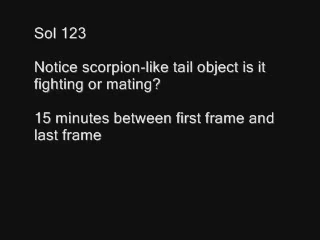 Sol 123
Notice scorpion-like tail object is it
fighting or mating?
15 minutes between first frame and
last frame